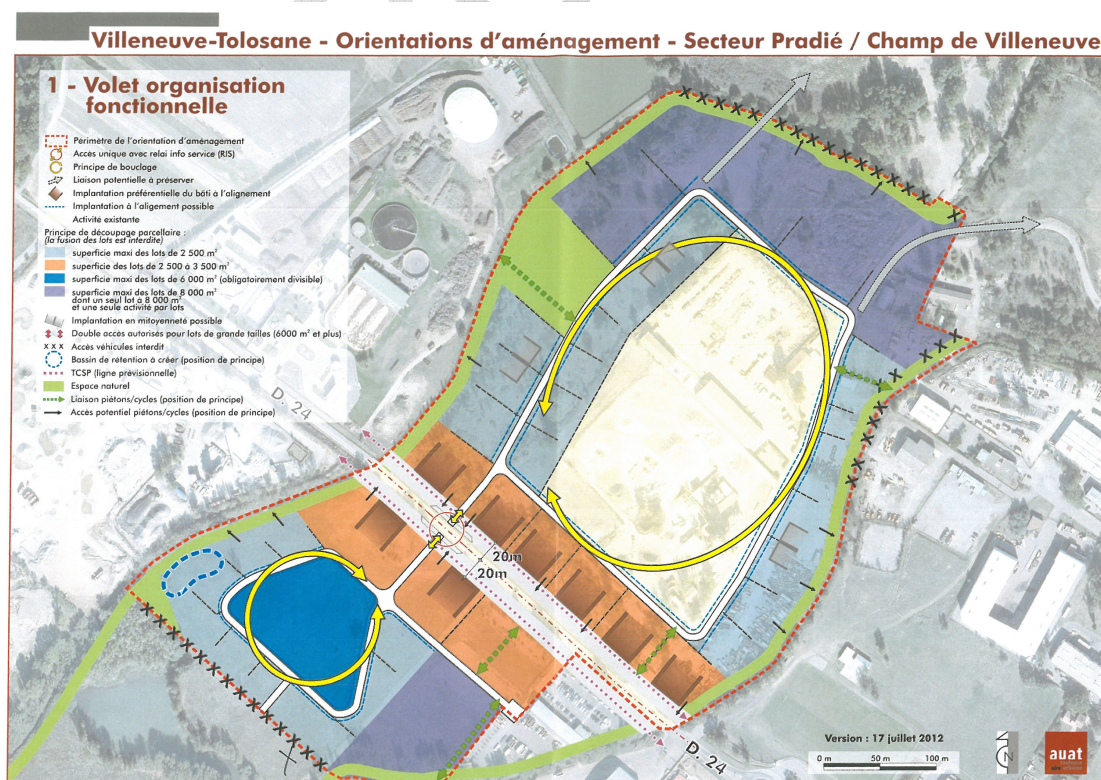 Villeneuve-Tolosane - Orientations d'aménagement - Secteur Pradié / Champ de Villeneuve
1 - Volet organisation
fonctionnelle
Périmètre de l'orientation d'aménagement
Accès unique avec relai info service (RIS)
Principe de bouclage
Liaison potentielle à préserver
Implantation préférentielle du bâti à l'alignement
Implantation à l'aligement possible
Activité existante
Principe de découpage parcellaire :
(la fusion des lots est interdite)
superficie maxi des lots de 2 500 m²
superficie des lots de 2 500 à 3 500 m²
superficie maxi des lots de 6 000 m² (obligatoirement divisible)
superficie maxi des lots de 8 000 m²
dont un seul lot à 8 000 m²
et une seule activité par lots
Implantation en mitoyenneté possible
Double accès autorisés pour lots de grande tailles (6000 m² et plus)
X X X Accès véhicules interdit
Bassin de rétention à créer (position de principe)
TCSP (ligne prévisionnelle)
Espace naturel
Liaison piétons/cycles (position de principe)
Accès potentiel piétons/cycles (position de principe)
D. 24
20m
20m
D. 24
Version : 17 juillet 2012
0 m 50 m 100 m
N
auat